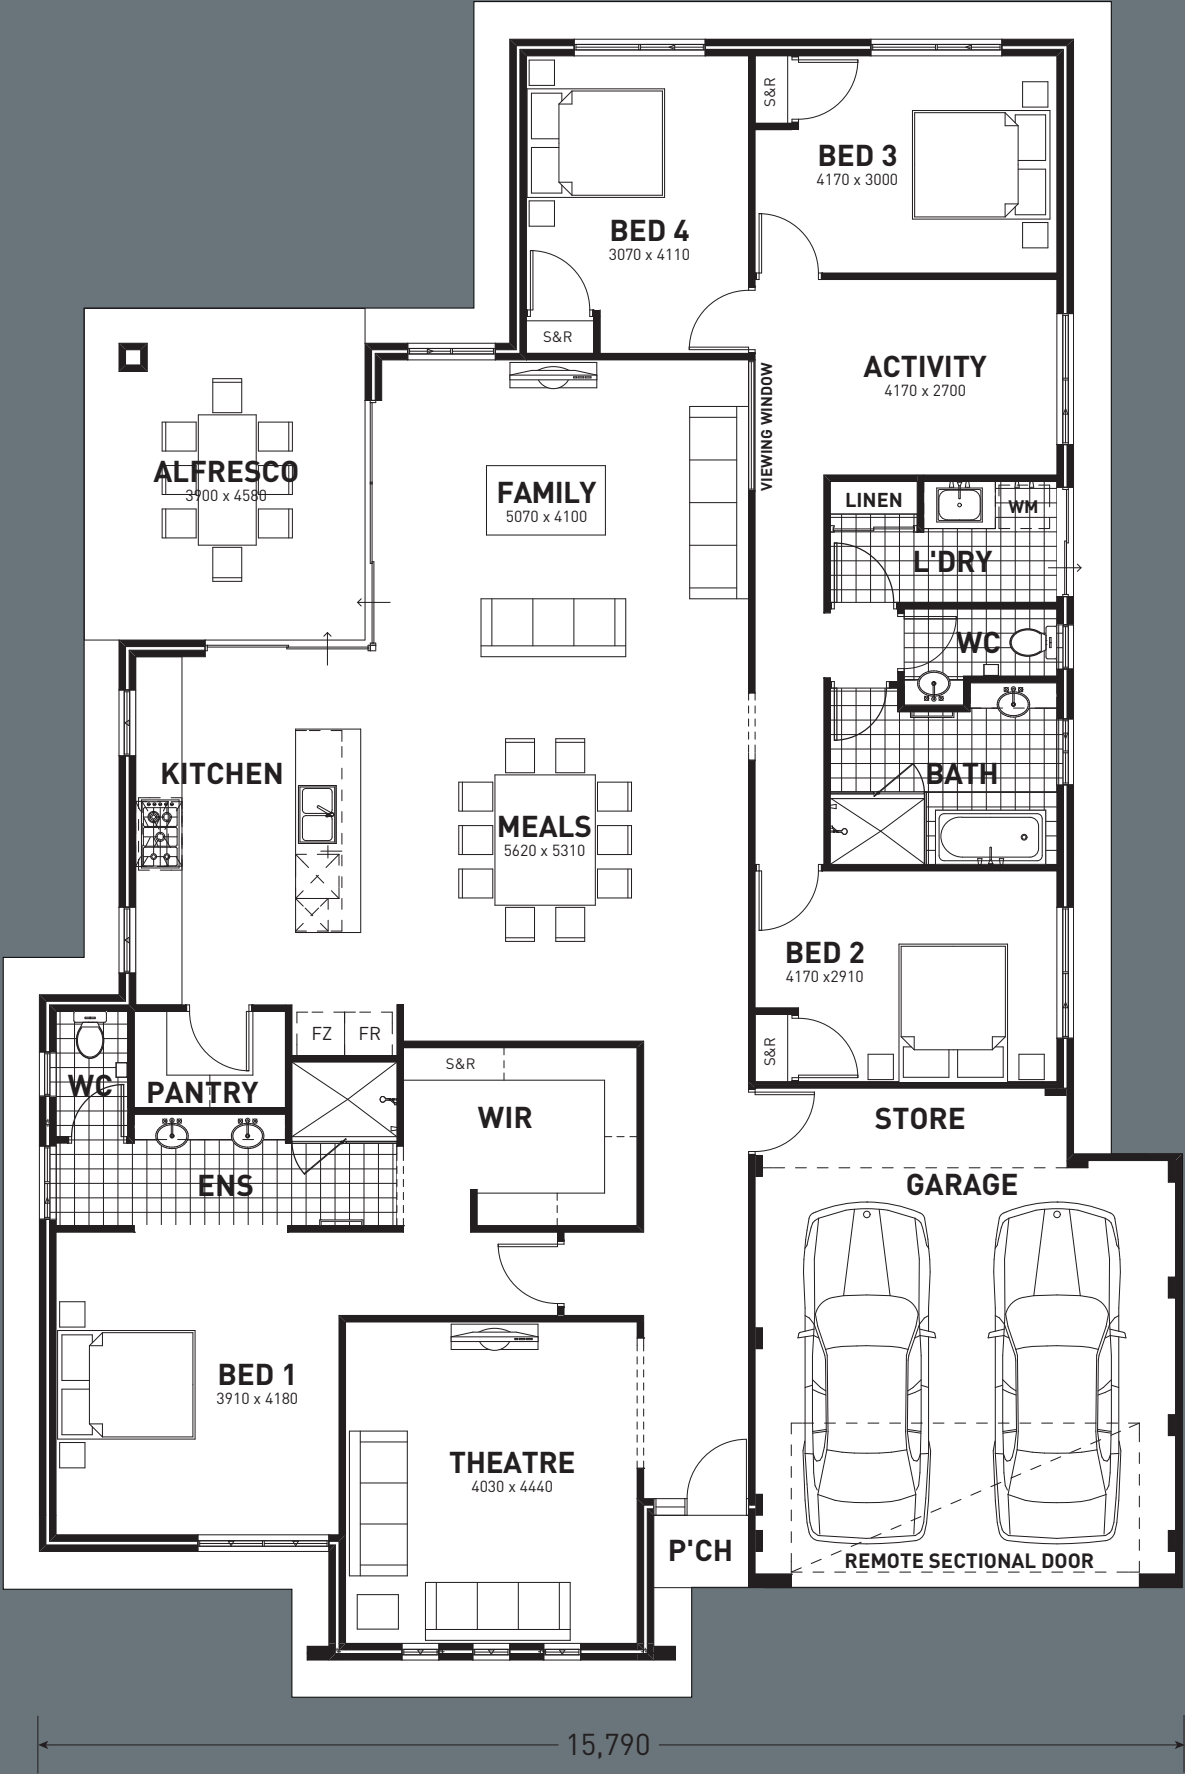 S&R
BED 3
4170 x 3000
BED 4
3070 x 4110
S&R
ACTIVITY
4170 x 2700
VIEWING WINDOW
ALFRESCO
3900 x 4580
FAMILY
5070 x 4100
LINEN
WM
L'DRY
WC
KITCHEN
BATH
MEALS
5620 x 5310
BED 2
4170 x2910
S&R
FZ
FR
WC
PANTRY
S&R
WIR
STORE
ENS
GARAGE
BED 1
3910 x 4180
THEATRE
4030 x 4440
P'CH
REMOTE SECTIONAL DOOR
15,790